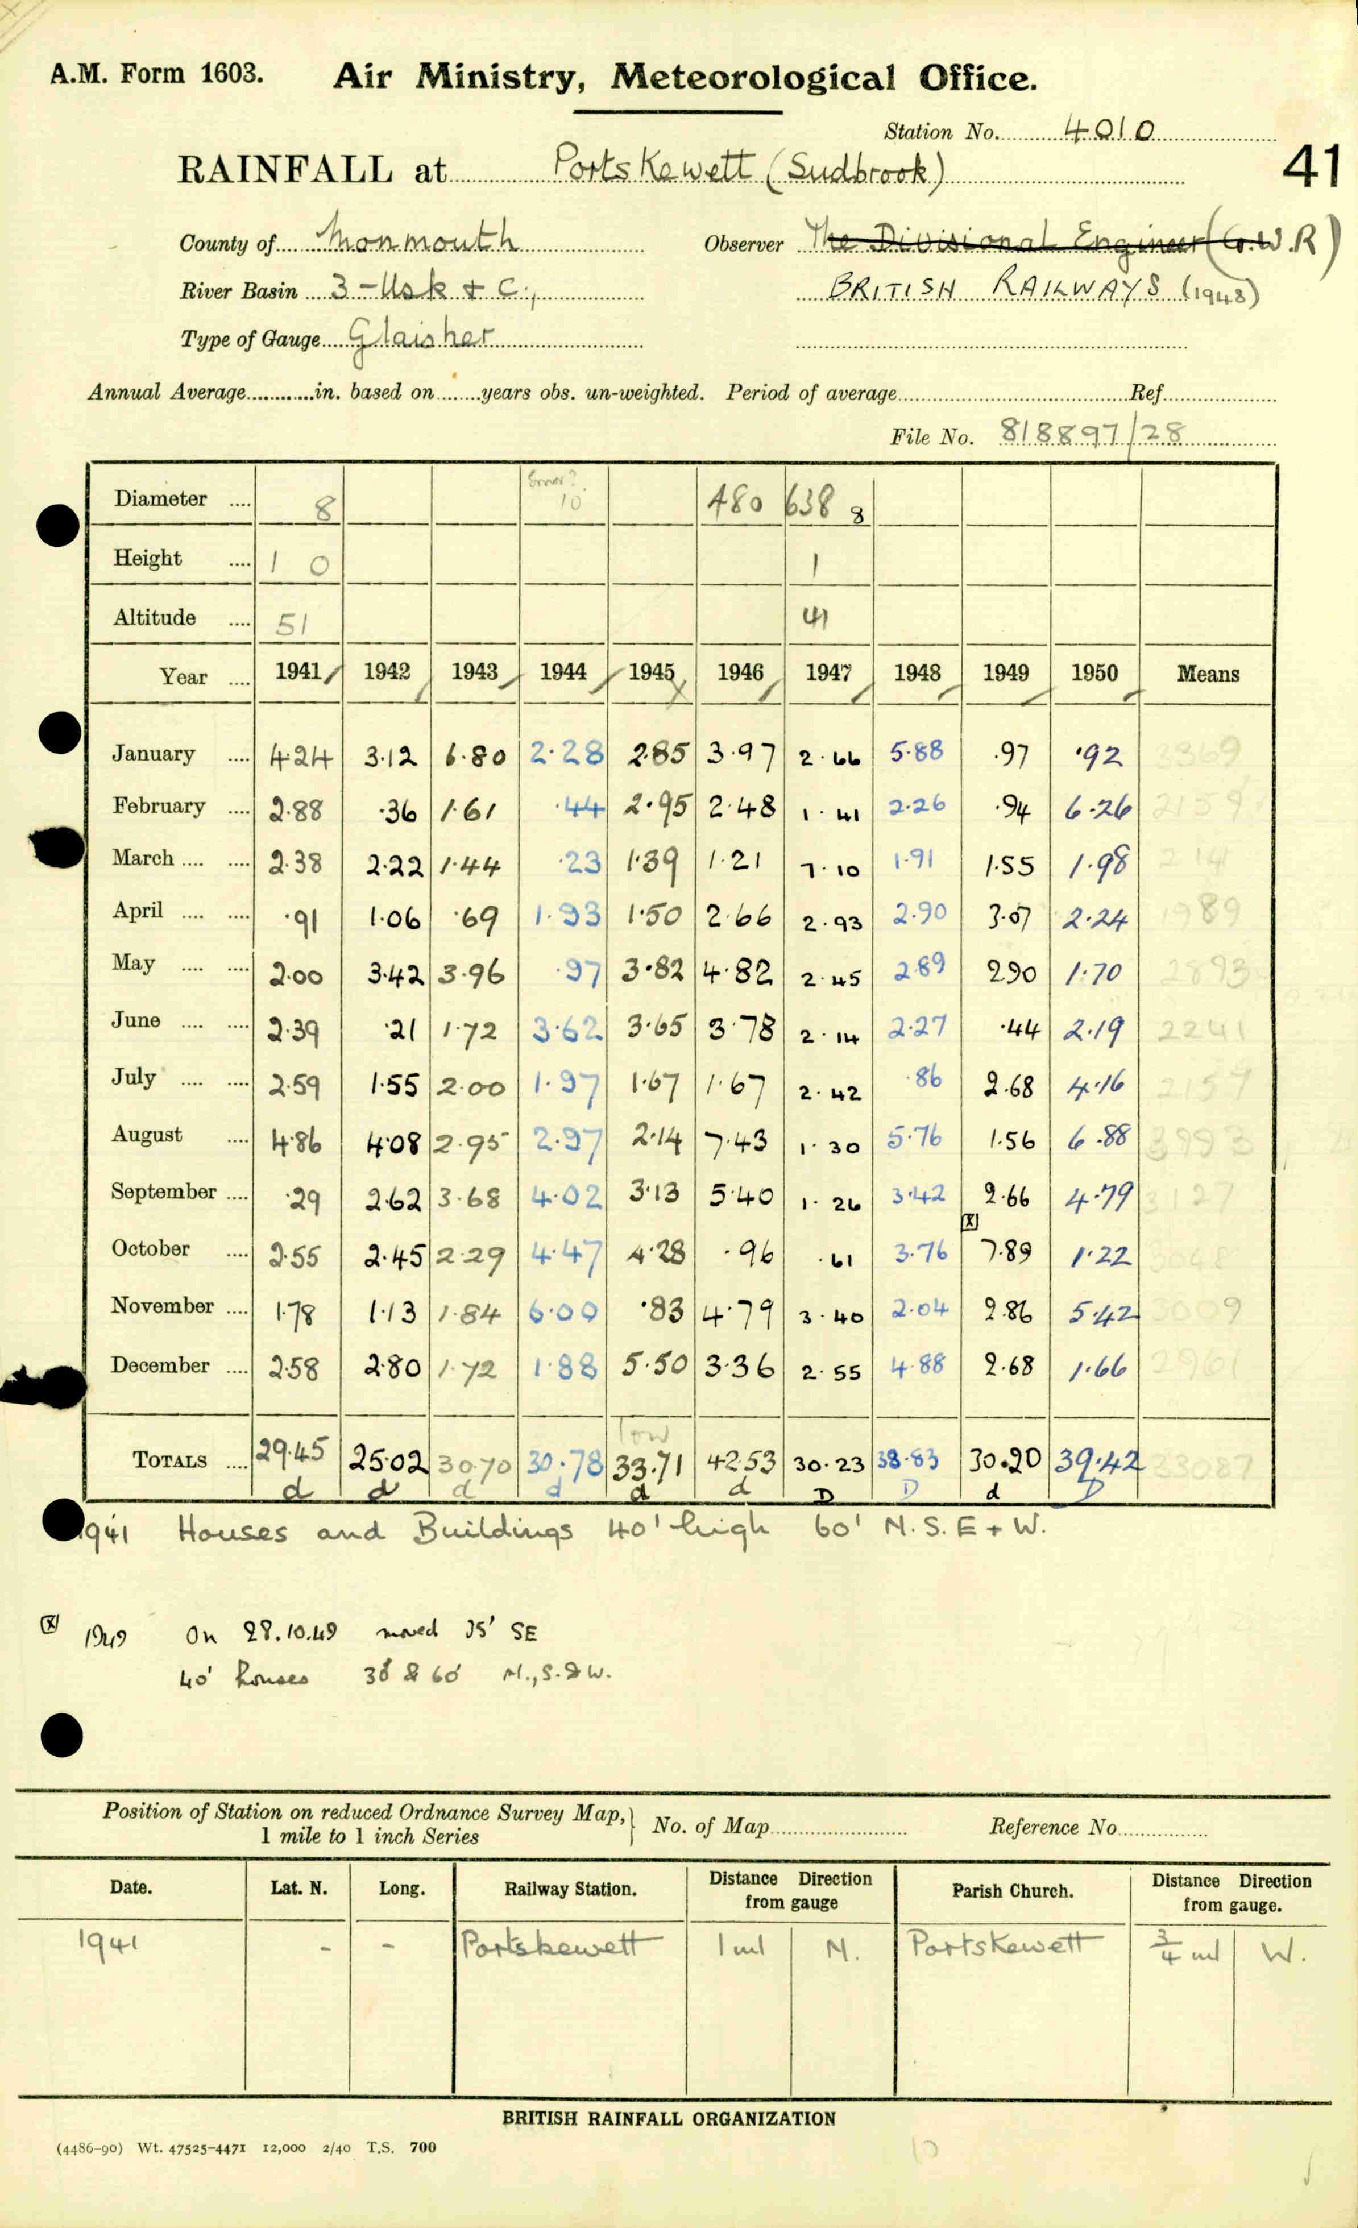 A.M. Form 1603. Air Ministry, Meteorological Office.
Station No. 4010
RAINFALL at Portskewett (Sudbrook)
41
County of Monmouth Observer The Divisional Engineer (G.W.R)
River Basin 3-Usk & C., BRITISH RAILWAYS (1948)
Type of Gauge Glaisher
Annual Average............in. based on........years obs. un-weighted. Period of average Ref.
File No. 818897/28
Diameter .... 8 Error? 10 480 638 8
Height .... 1 0 1
Altitude .... 51 41
Year .... 1941 1942 1943 1944 1945 1946 1947 1948 1949 1950 Means
January .... 4.24 3.12 6.80 2.28 2.85 3.97 2.66 5.88 .97 .92 3369
February .... 2.88 .36 1.61 .44 2.95 2.48 1.41 2.26 .94 6.26 2159
March .... .... 2.38 2.22 1.44 .23 1.39 1.21 7.10 1.91 1.55 1.98 2141
April .... .... .91 1.06 .69 1.93 1.50 2.66 2.93 2.90 3.07 2.24 1989
May .... .... 2.00 3.42 3.96 .97 3.82 4.82 2.45 2.89 2.90 1.70 2893
June .... .... 2.39 .21 1.72 3.62 3.65 3.78 2.14 2.27 .44 2.19 2241
July .... .... 2.59 1.55 2.00 1.97 1.67 1.67 2.42 .86 2.68 4.16 2157
August .... 4.86 4.08 2.95 2.97 2.14 7.43 1.30 5.76 1.56 6.88 3993
September .... .29 2.62 3.68 4.02 3.13 5.40 1.26 3.42 2.66 4.79 3127
October .... 2.55 2.45 2.29 4.47 4.28 .96 .61 3.76 [X] 7.89 1.22 3048
November .... 1.78 1.13 1.84 6.00 .83 4.79 3.40 2.04 2.86 5.42 3009
December .... 2.58 2.80 1.72 1.88 5.50 3.36 2.55 4.88 2.68 1.66 2961
low
TOTALS .... 29.45 25.02 30.70 30.78 33.71 42.53 30.23 38.83 30.20 39.42 33087
d d d d d d D D d D
1941 Houses and Buildings 40' high 60' N.S.E + W.
[X] 1949 On 28.10.49 moved 35' SE
40' houses 30' & 60' N., S. & W.
Position of Station on reduced Ordnance Survey Map, 1 mile to 1 inch Series } No. of Map Reference No.
Date. Lat. N. Long. Railway Station. Distance Direction from gauge Parish Church. Distance Direction from gauge.
1941 - - Portskewett 1 ml N. Portskewett 3/4 ml W.
BRITISH RAINFALL ORGANIZATION
(4486-90) Wt. 47525-4471 12,000 2/40 T.S. 700
10